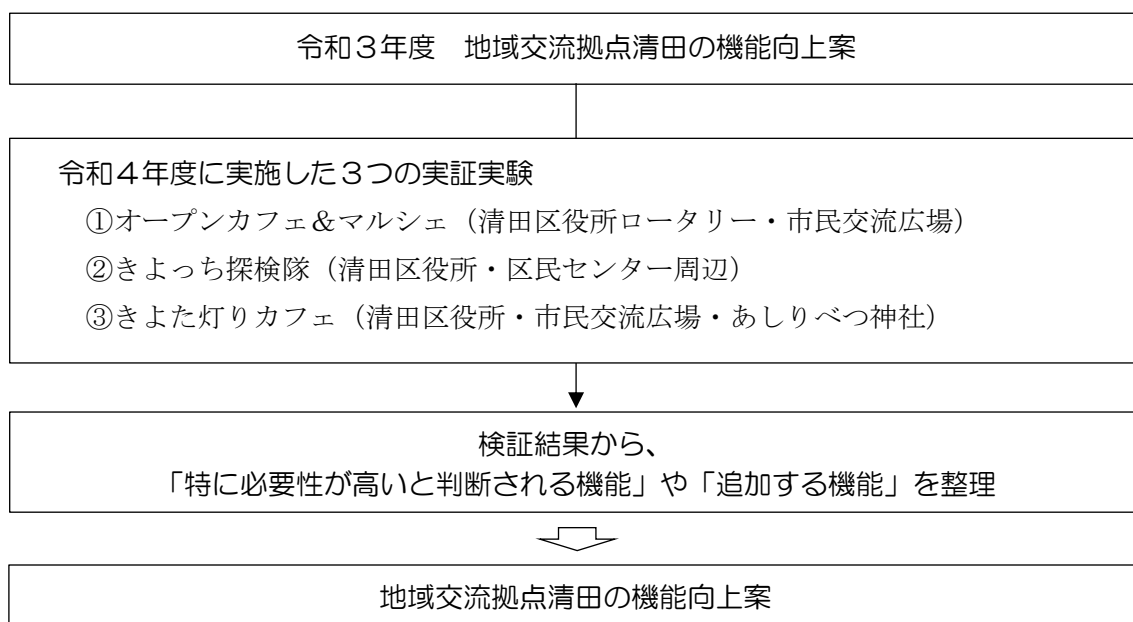 令和３年度　地域交流拠点清田の機能向上案
令和４年度に実施した３つの実証実験
①オープンカフェ＆マルシェ（清田区役所ロータリー・市民交流広場）
②きよっち探検隊（清田区役所・区民センター周辺）
③きよた灯りカフェ（清田区役所・市民交流広場・あしりべつ神社）
検証結果から、
「特に必要性が高いと判断される機能」や「追加する機能」を整理
地域交流拠点清田の機能向上案